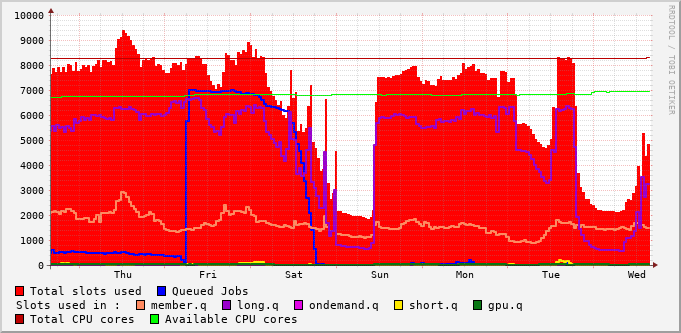 10000
9000
8000
7000
6000
5000
4000
3000
2000
1000
0
Thu Fri Sat Sun Mon Tue Wed
RRDTOOL / TOBI OETIKER
Total slots used Queued Jobs
Slots used in : member.q long.q ondemand.q short.q gpu.q
Total CPU cores Available CPU cores